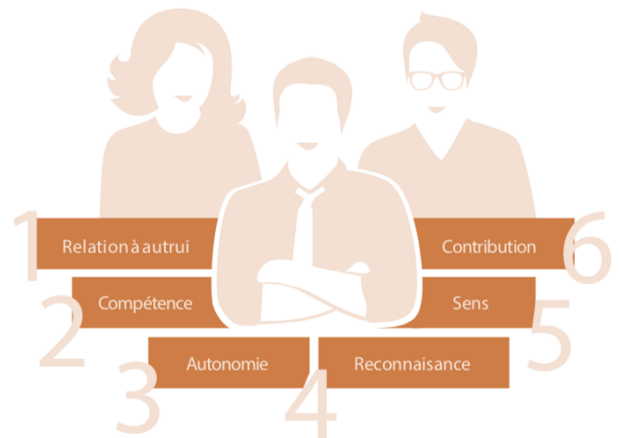 1 Relation à autrui
2 Compétence
3 Autonomie
4 Reconnaisance
5 Sens
6 Contribution